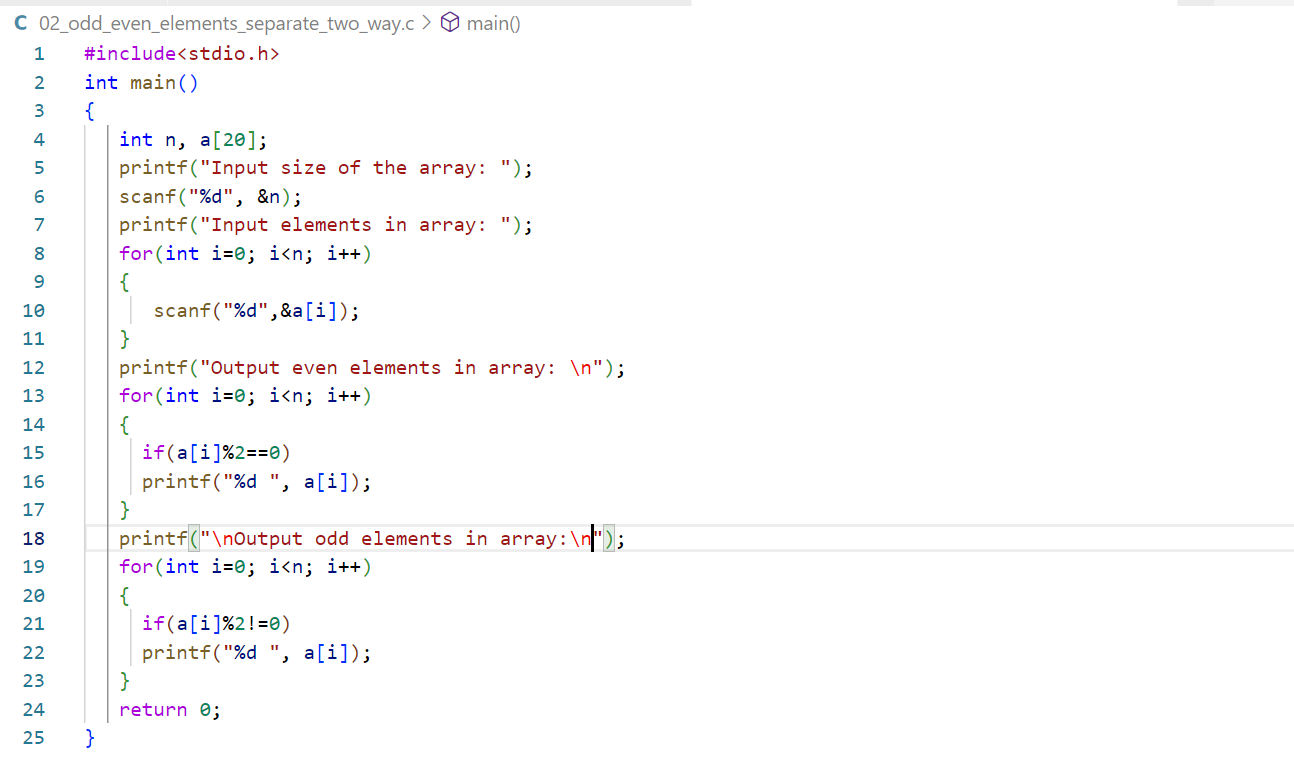 C 02_odd_even_elements_separate_two_way.c > main()
1 #include<stdio.h>
2 int main()
3 {
4 int n, a[20];
5 printf("Input size of the array: ");
6 scanf("%d", &n);
7 printf("Input elements in array: ");
8 for(int i=0; i<n; i++)
9 {
10 scanf("%d",&a[i]);
11 }
12 printf("Output even elements in array: \n");
13 for(int i=0; i<n; i++)
14 {
15 if(a[i]%2==0)
16 printf("%d ", a[i]);
17 }
18 printf("\nOutput odd elements in array:\n");
19 for(int i=0; i<n; i++)
20 {
21 if(a[i]%2!=0)
22 printf("%d ", a[i]);
23 }
24 return 0;
25 }